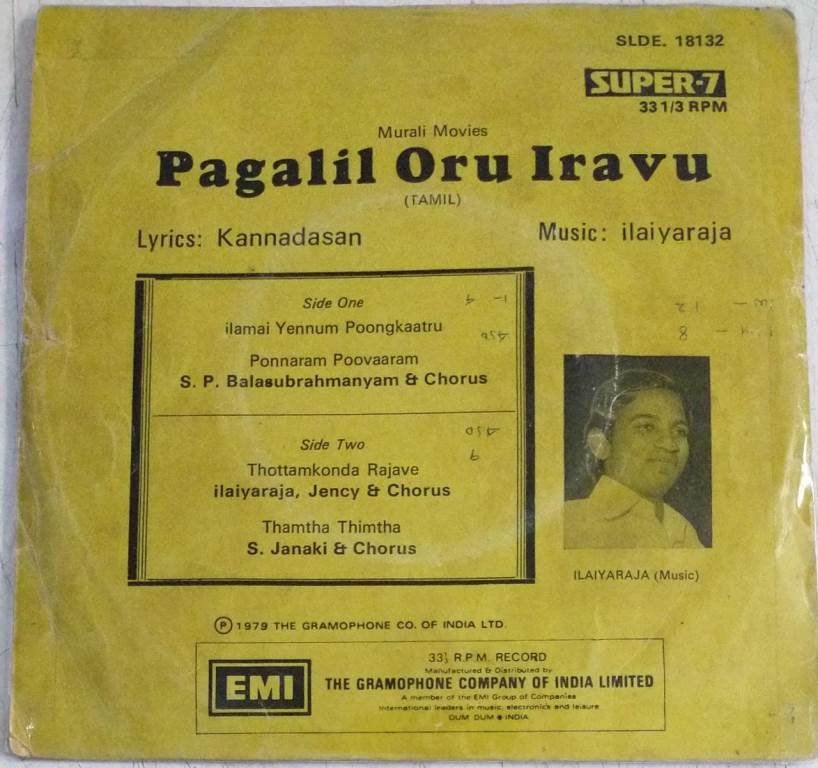 SLDE. 18132
SUPER-7
33 1/3 RPM
Murali Movies
Pagalil Oru Iravu
(TAMIL)
Lyrics: Kannadasan
Music: ilaiyaraja
Side One
ilamai Yennum Poongkaatru
Ponnaram Poovaaram
S. P. Balasubrahmanyam & Chorus
Side Two
Thottamkonda Rajave
ilaiyaraja, Jency & Chorus
Thamtha Thimtha
S. Janaki & Chorus
ILAIYARAJA (Music)
Ⓟ 1979 THE GRAMOPHONE CO. OF INDIA LTD.
EMI
33⅓ R.P.M. RECORD
Manufactured & Distributed by
THE GRAMOPHONE COMPANY OF INDIA LIMITED
A member of the EMI Group of Companies
International leaders in music, electronics and leisure
DUM DUM ● INDIA